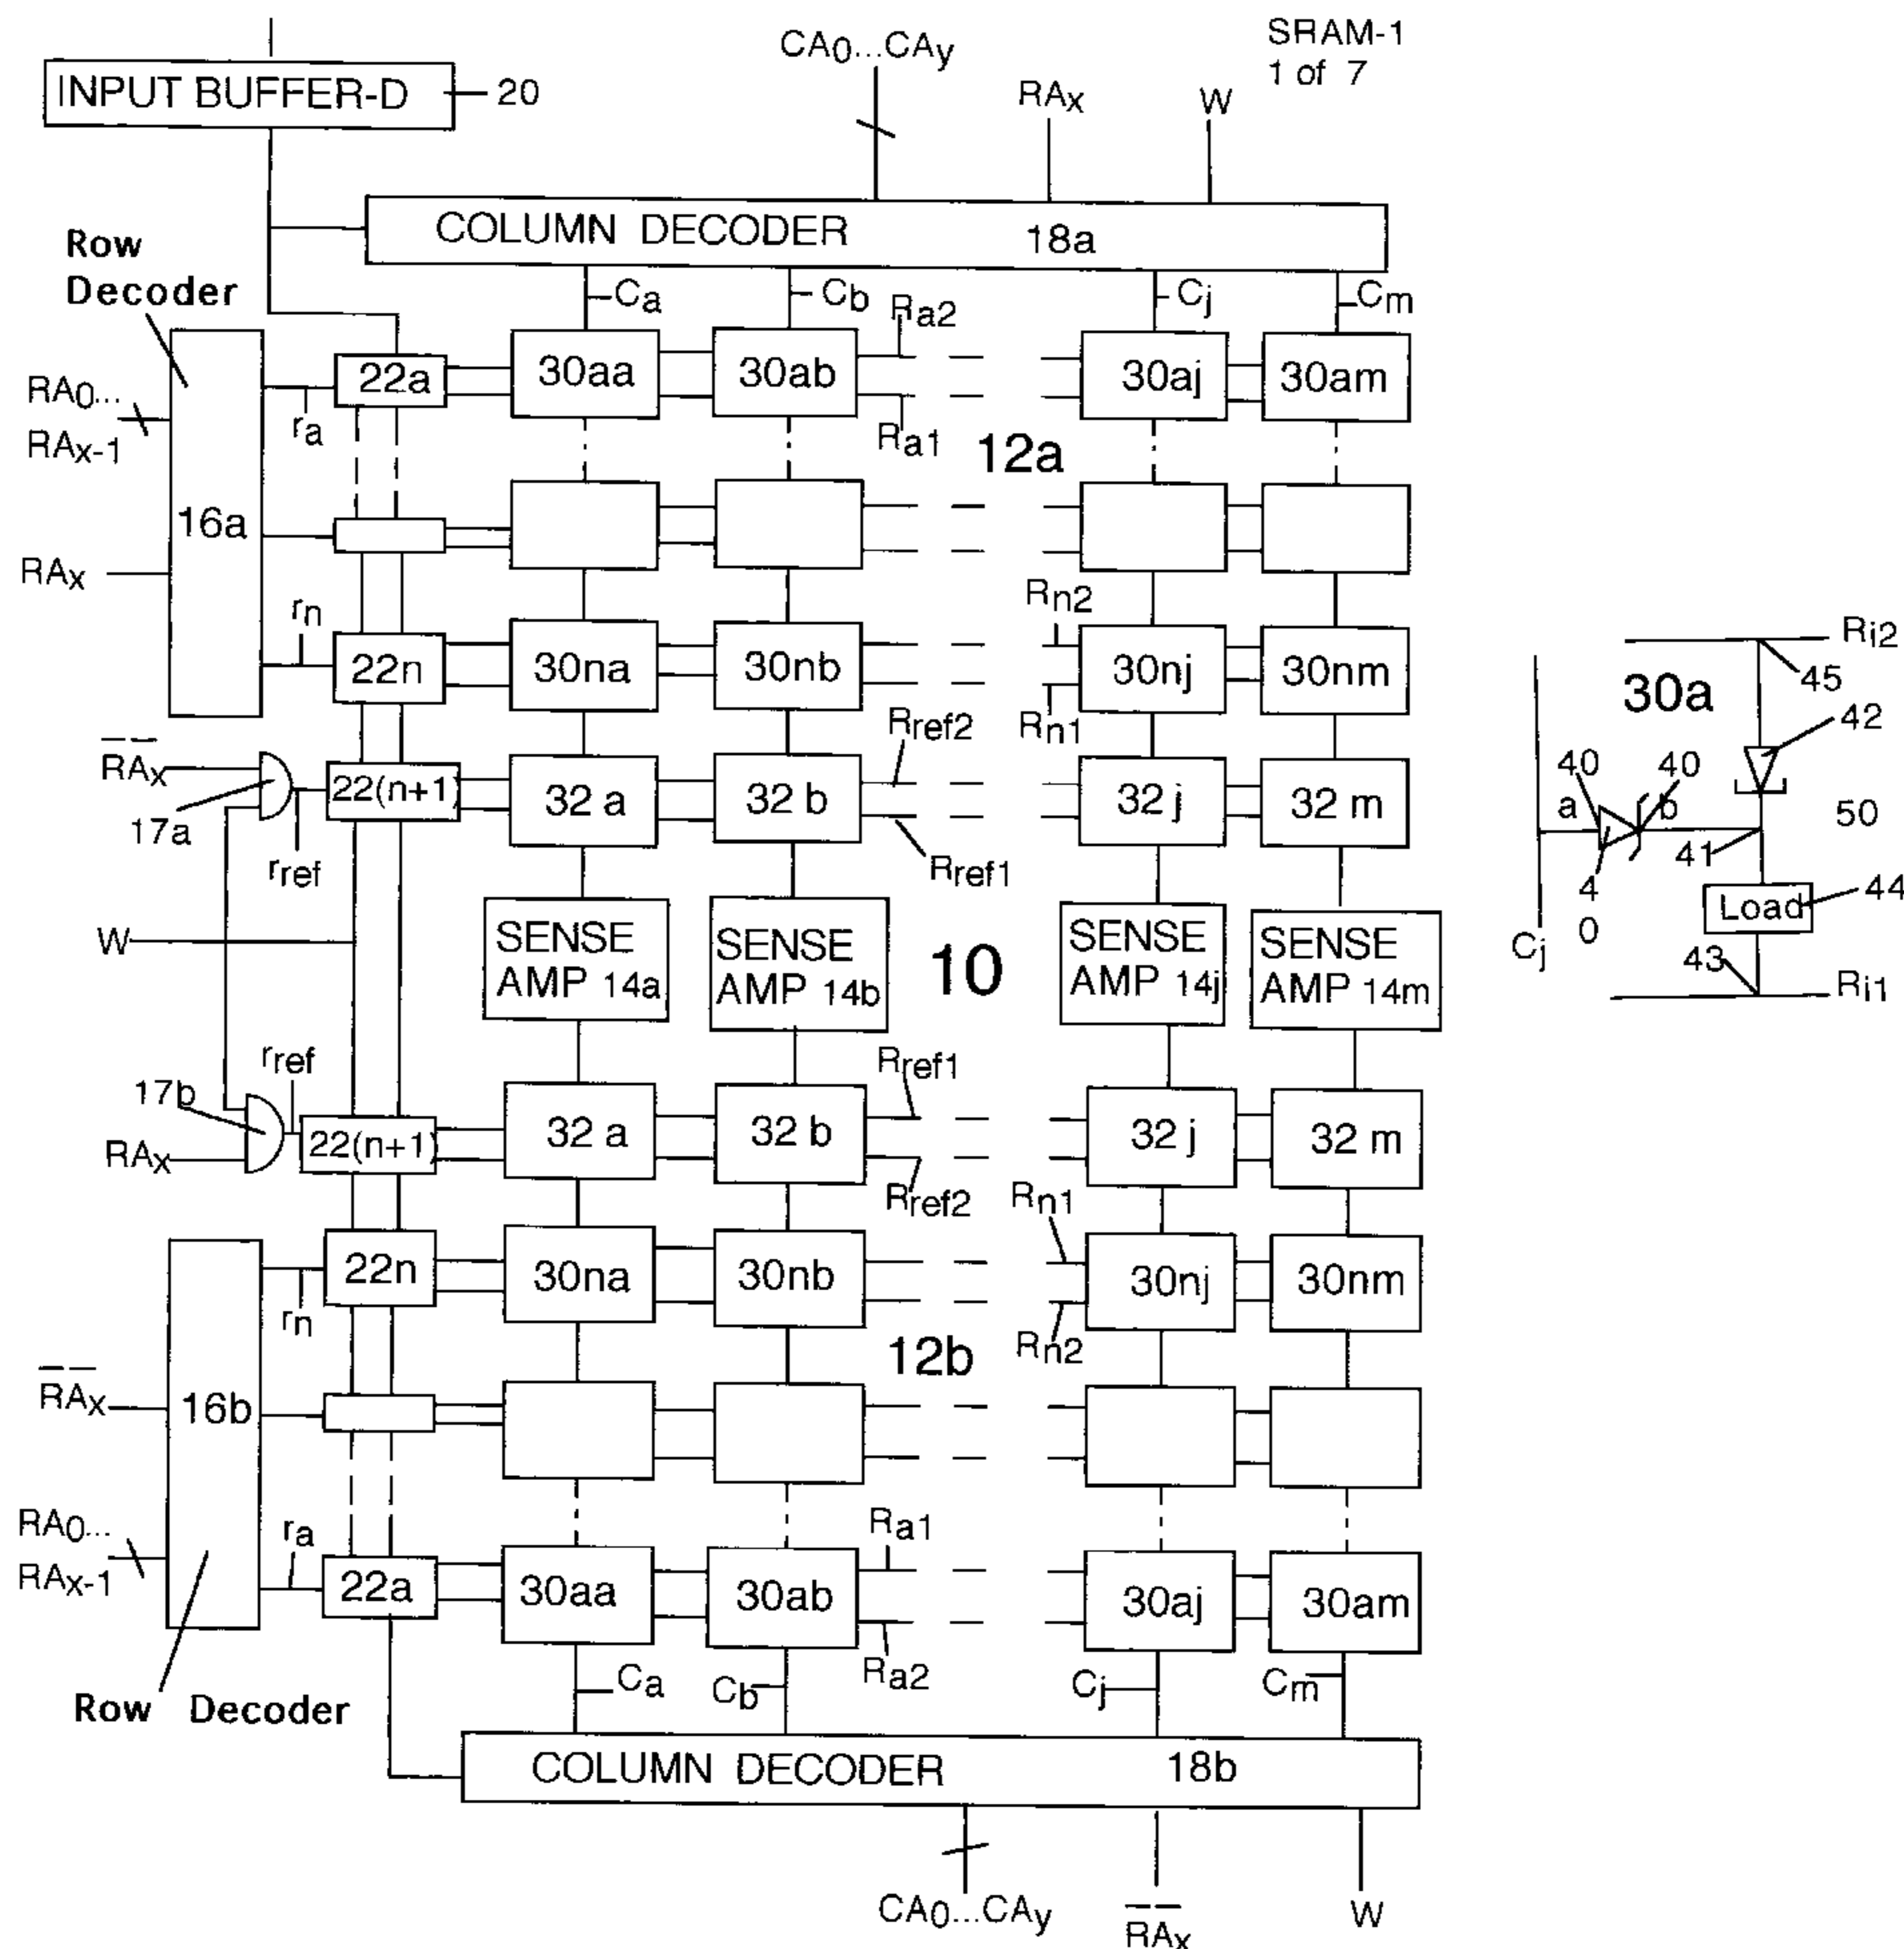 SRAM-1
1 of 7
INPUT BUFFER-D
20
CA0...CAy
RAx
W
COLUMN DECODER 18a
Row
Decoder
Ca
Cb
Ra2
Cj
Cm
RA0...
RAx-1
ra
22a
30aa
30ab
30aj
30am
Ra1
12a
16a
RAx
rn
Rn2
22n
30na
30nb
30nj
30nm
Rn1
Rref2
R̅A̅x
17a
rref
22(n+1)
32 a
32 b
32 j
32 m
Rref1
W
SENSE
AMP 14a
SENSE
AMP 14b
10
SENSE
AMP 14j
SENSE
AMP 14m
rref
Rref1
17b
RAx
22(n+1)
32 a
32 b
32 j
32 m
Rref2
Rn1
22n
30na
30nb
30nj
30nm
rn
12b
Rn2
R̅A̅x
16b
RA0...
RAx-1
ra
Ra1
22a
30aa
30ab
30aj
30am
Ra2
Ca
Cb
Cj
Cm
Row Decoder
COLUMN DECODER 18b
CA0...CAy
R̅A̅x
W
Ri2
30a
45
42
40
a
40
b
50
41
4
0
Load
44
Cj
43
Ri1